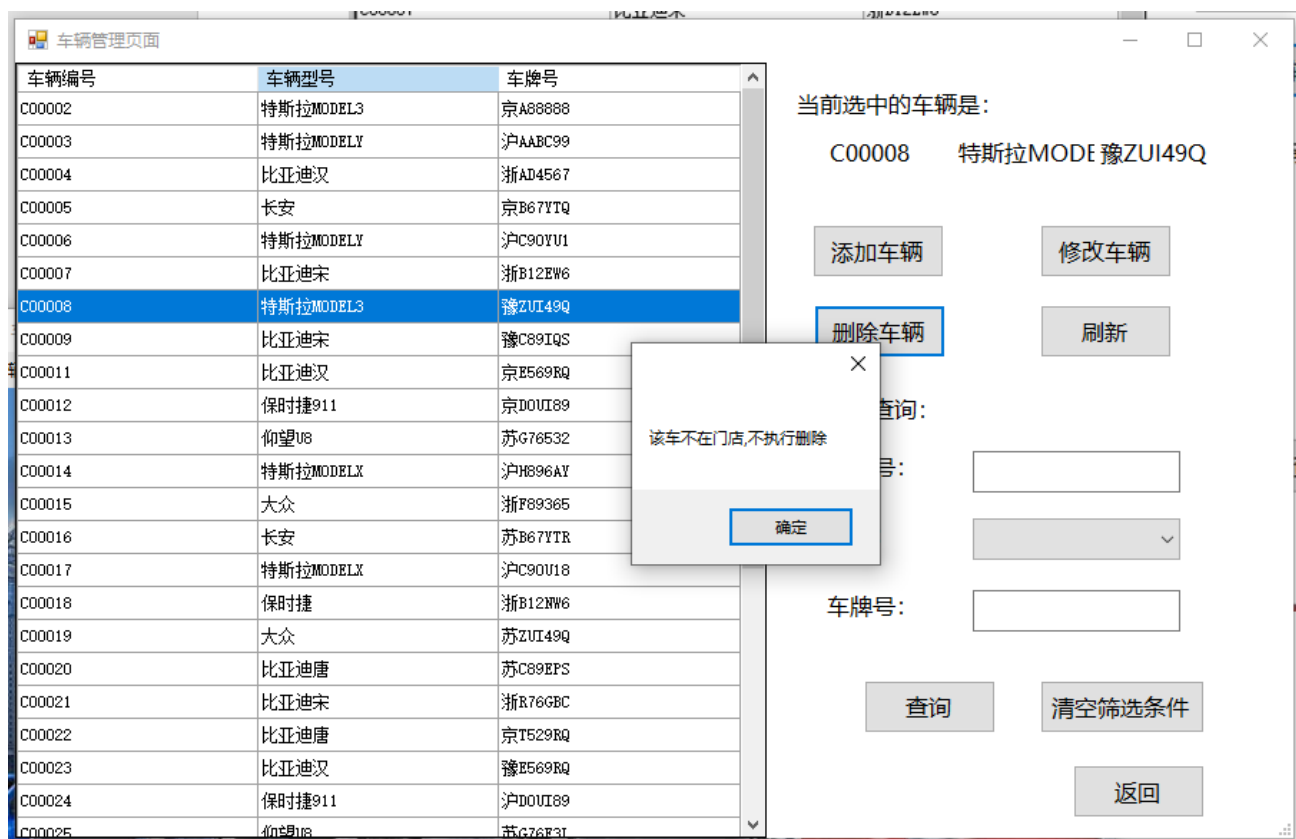 车辆管理页面
车辆编号 车辆型号 车牌号
C00002 特斯拉MODEL3 京A88888
C00003 特斯拉MODELY 沪AABC99
C00004 比亚迪汉 浙AD4567
C00005 长安 京B67YTQ
C00006 特斯拉MODELY 沪C90YU1
C00007 比亚迪宋 浙B12EW6
C00008 特斯拉MODEL3 豫ZUI49Q
C00009 比亚迪宋 豫C89IQS
C00011 比亚迪汉 京E569RQ
C00012 保时捷911 京DOUI89
C00013 仰望U8 苏G76532
C00014 特斯拉MODELX 沪H896AY
C00015 大众 浙F89365
C00016 长安 苏B67YTR
C00017 特斯拉MODELX 沪C90U18
C00018 保时捷 浙B12NW6
C00019 大众 苏ZUI49Q
C00020 比亚迪唐 苏C89EPS
C00021 比亚迪宋 浙R76GBC
C00022 比亚迪唐 京T529RQ
C00023 比亚迪汉 豫E569RQ
C00024 保时捷911 沪DOUI89
C00025 仰望U8
当前选中的车辆是：
C00008 特斯拉MODE 豫ZUI49Q
添加车辆 修改车辆
删除车辆 刷新
该车不在门店,不执行删除
确定
查询：
号：
车牌号：
查询 清空筛选条件
返回